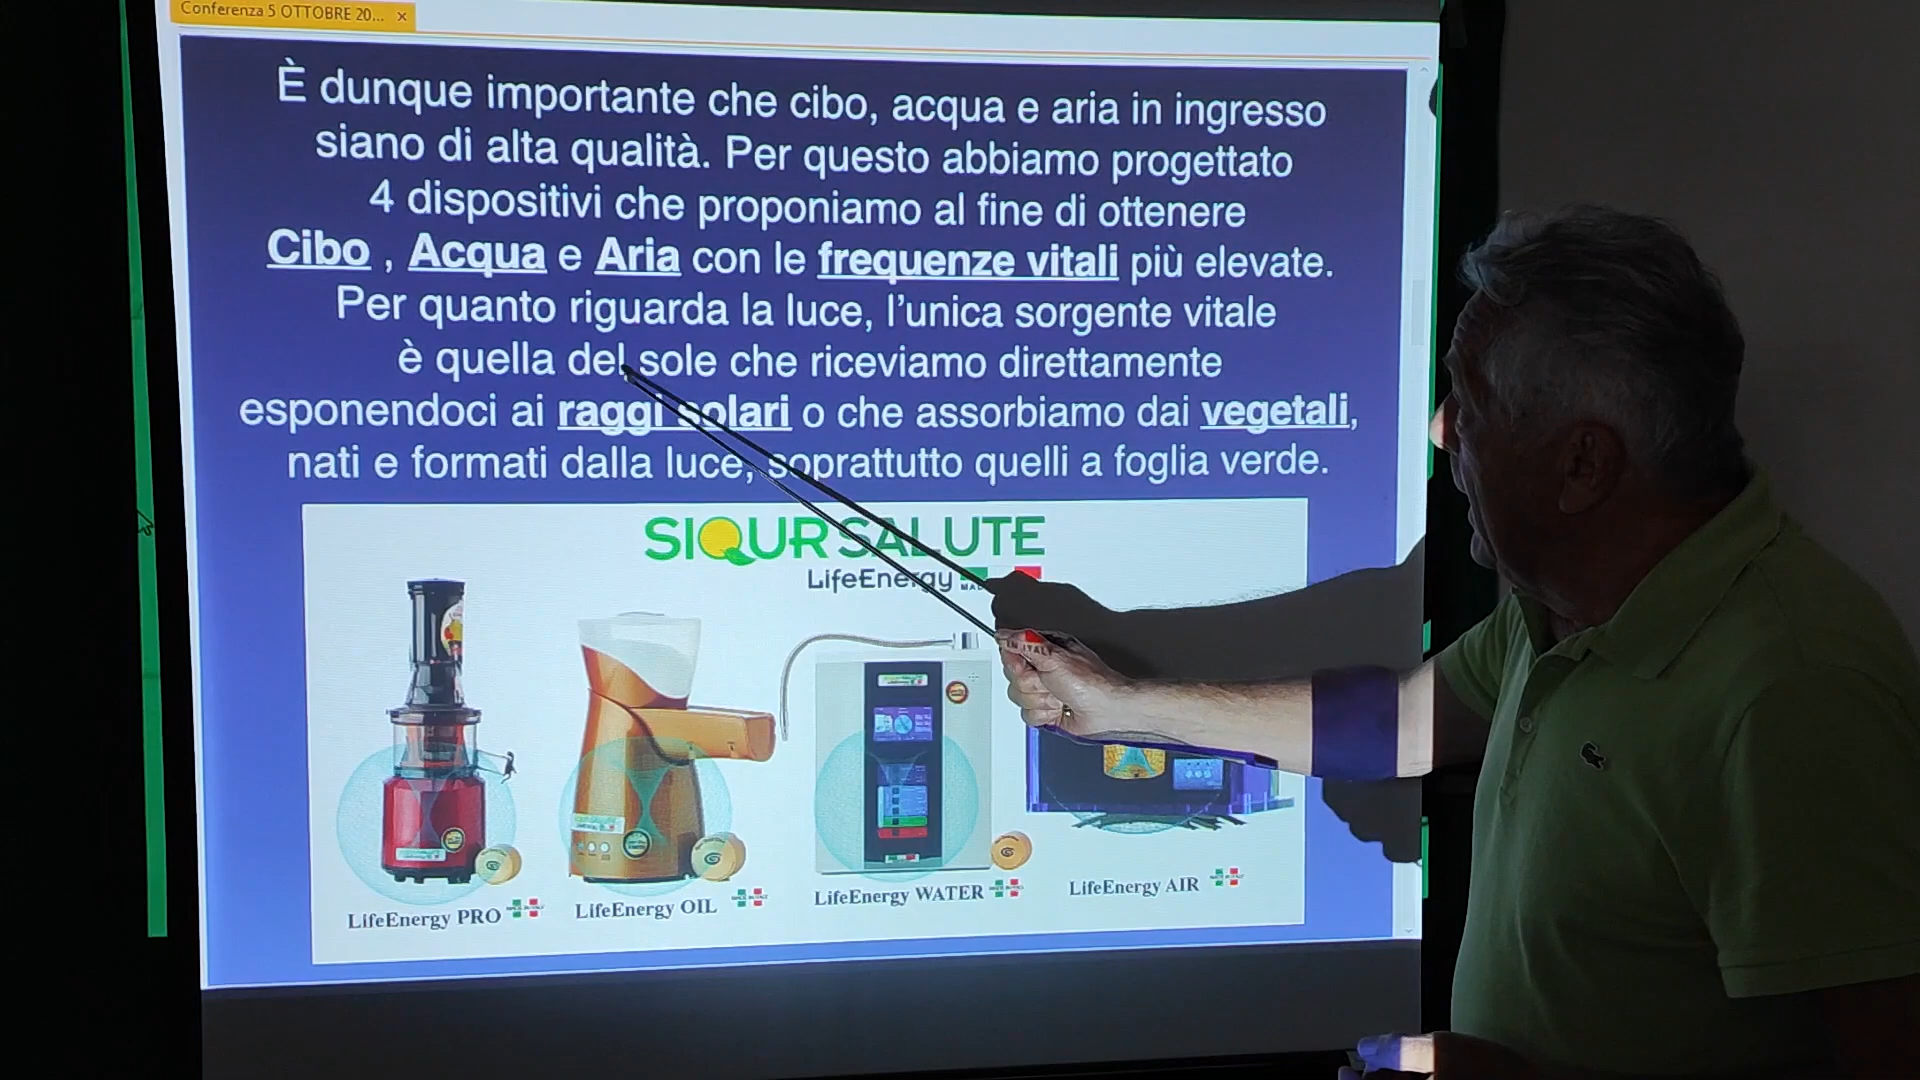 Conferenza 5 OTTOBRE 20...
È dunque importante che cibo, acqua e aria in ingresso
siano di alta qualità. Per questo abbiamo progettato
4 dispositivi che proponiamo al fine di ottenere
Cibo , Acqua e Aria con le frequenze vitali più elevate.
Per quanto riguarda la luce, l'unica sorgente vitale
è quella del sole che riceviamo direttamente
esponendoci ai raggi solari o che assorbiamo dai vegetali,
nati e formati dalla luce, soprattutto quelli a foglia verde.
SIQURSALUTE
LifeEnergy
IN ITALY
LifeEnergy PRO
LifeEnergy OIL
LifeEnergy WATER
LifeEnergy AIR